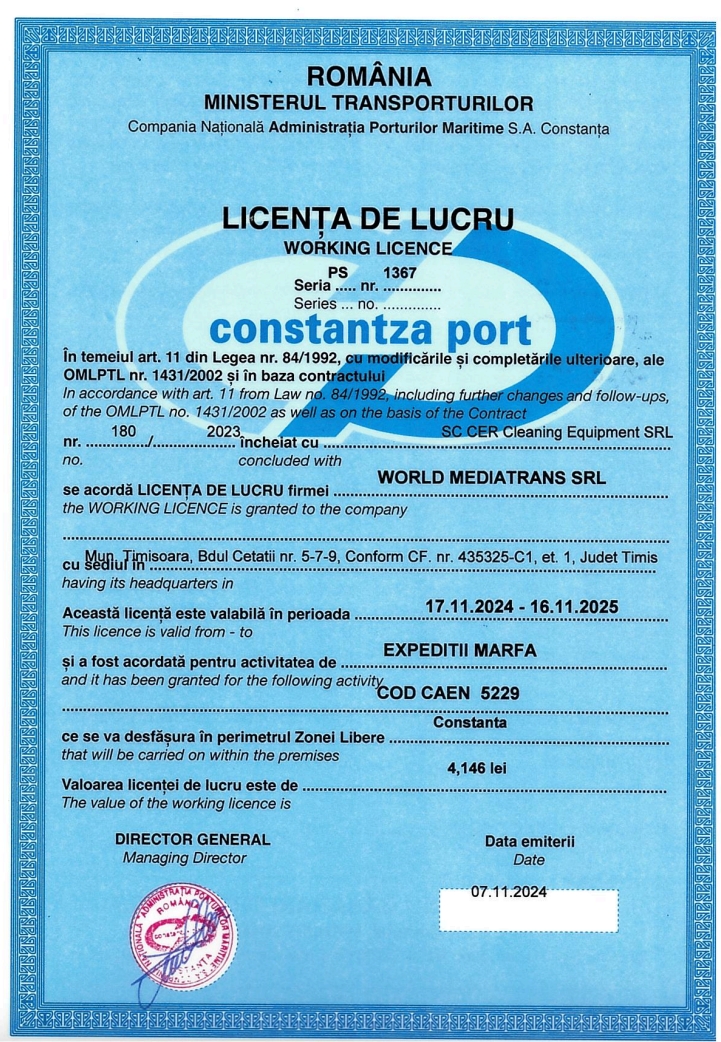 ROMÂNIA
MINISTERUL TRANSPORTURILOR
Compania Națională Administrația Porturilor Maritime S.A. Constanța
LICENȚA DE LUCRU
WORKING LICENCE
PS 1367
Seria ..... nr. ..............
Series ... no. ..............
constantza port
În temeiul art. 11 din Legea nr. 84/1992, cu modificările și completările ulterioare, ale
OMLPTL nr. 1431/2002 și în baza contractului
In accordance with art. 11 from Law no. 84/1992, including further changes and follow-ups,
of the OMLPTL no. 1431/2002 as well as on the basis of the Contract
180 2023 SC CER Cleaning Equipment SRL
nr. ............../................. încheiat cu ..............................
no. concluded with
WORLD MEDIATRANS SRL
se acordă LICENȚA DE LUCRU firmei ..............................
the WORKING LICENCE is granted to the company
Mun. Timisoara, Bdul Cetatii nr. 5-7-9, Conform CF. nr. 435325-C1, et. 1, Judet Timis
cu sediul în ..............................
having its headquarters in
17.11.2024 - 16.11.2025
Această licență este valabilă în perioada ..............................
This licence is valid from - to
EXPEDITII MARFA
și a fost acordată pentru activitatea de ..............................
and it has been granted for the following activity
COD CAEN 5229
Constanta
ce se va desfășura în perimetrul Zonei Libere ..............................
that will be carried on within the premises
4,146 lei
Valoarea licenței de lucru este de ..............................
The value of the working licence is
DIRECTOR GENERAL Data emiterii
Managing Director Date
07.11.2024
ADMINISTRAȚIA PORTURILOR MARITIME
ROMÂNIA
CONSTANȚA